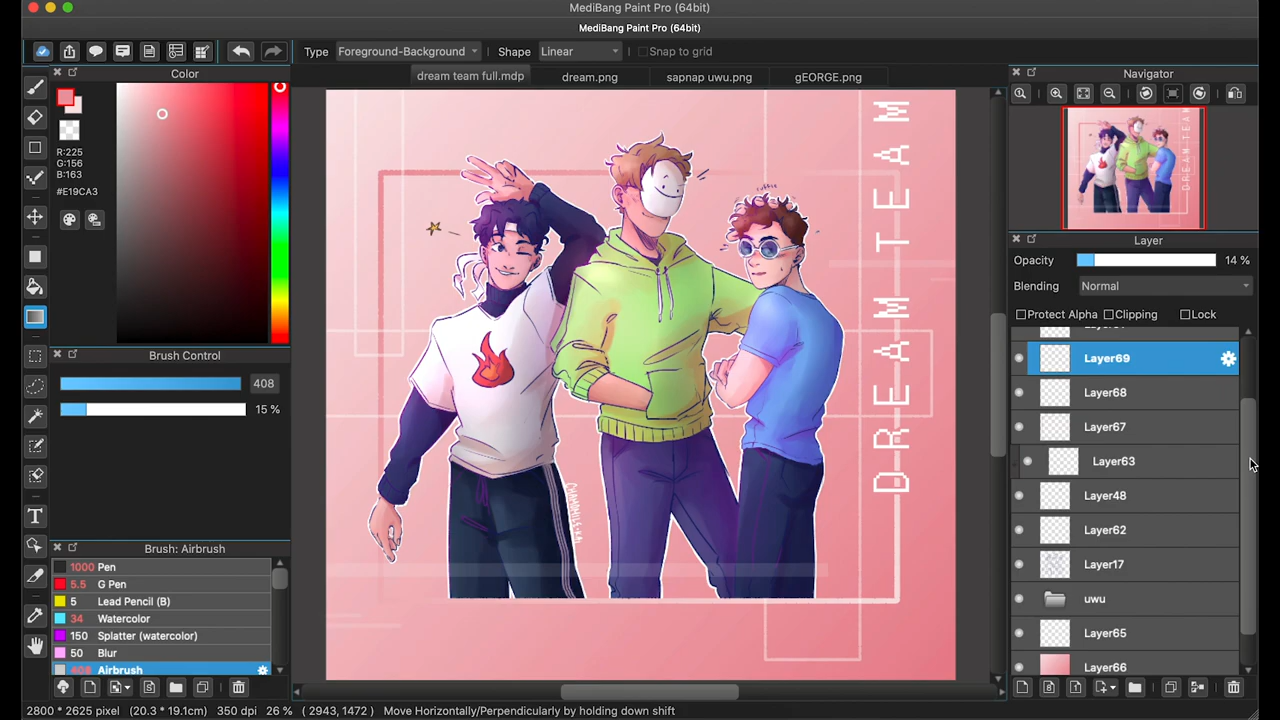 MediBang Paint Pro (64bit)
MediBang Paint Pro (64bit)
Type Foreground-Background Shape Linear Snap to grid
Color
dream team full.mdp dream.png sapnap uwu.png gEORGE.png
Navigator
R:225
G:156
B:163
#E19CA3
DREAM TEAM
DREAM TEAM
Layer
Opacity 14 %
Blending Normal
Protect Alpha Clipping Lock
Brush Control
408
15 %
Layer69
Layer68
Layer67
Layer63
Layer48
Layer62
Layer17
uwu
Layer65
Layer66
Brush: Airbrush
1000 Pen
5.5 G Pen
5 Lead Pencil (B)
34 Watercolor
150 Splatter (watercolor)
50 Blur
408 Airbrush
2800 * 2625 pixel (20.3 * 19.1cm) 350 dpi 26 % ( 2943, 1472 ) Move Horizontally/Perpendicularly by holding down shift